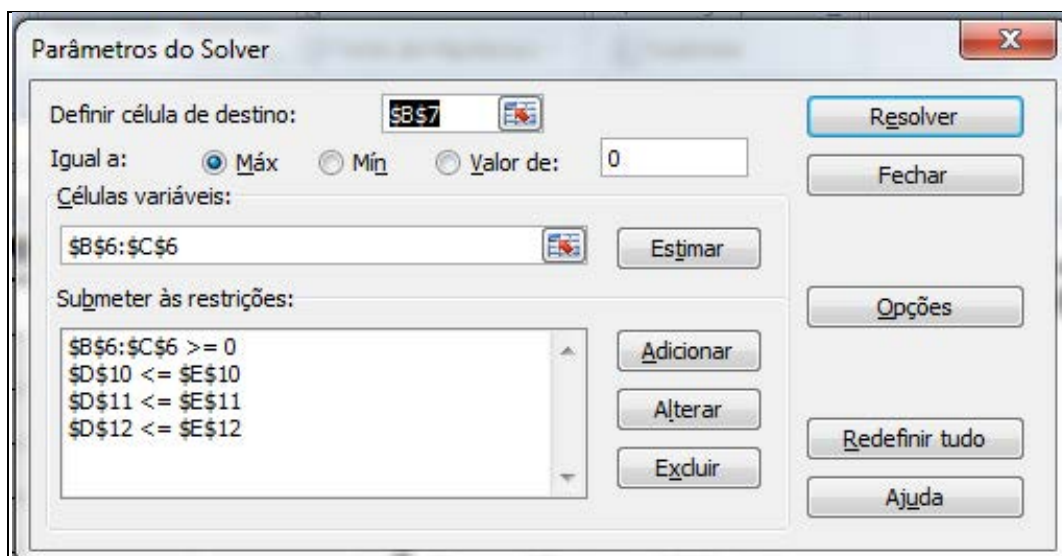 Parâmetros do Solver
Definir célula de destino: $B$7
Resolver
Igual a: Máx Mín Valor de: 0
Fechar
Células variáveis:
$B$6:$C$6
Estimar
Submeter às restrições:
Opções
$B$6:$C$6 >= 0
$D$10 <= $E$10
$D$11 <= $E$11
$D$12 <= $E$12
Adicionar
Alterar
Excluir
Redefinir tudo
Ajuda